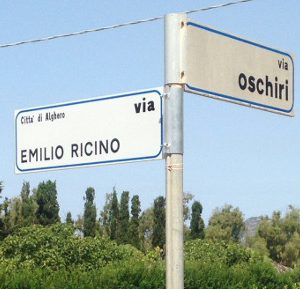 Citta' di Alghero
via
EMILIO RICINO
via
OSCHIRI